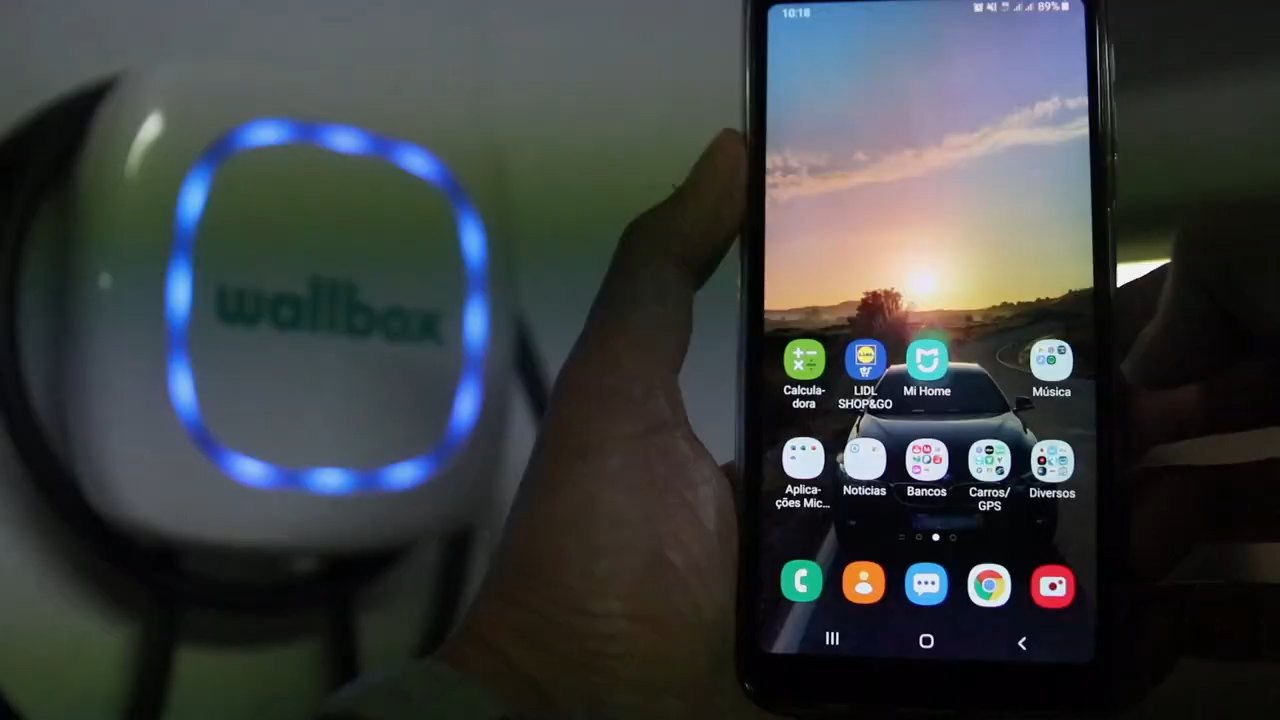 wallbox
10:18
89%
Calcula-
dora
LIDL
SHOP&GO
Mi Home
Música
Aplica-
ções Mic...
Noticias
Bancos
Carros/
GPS
Diversos